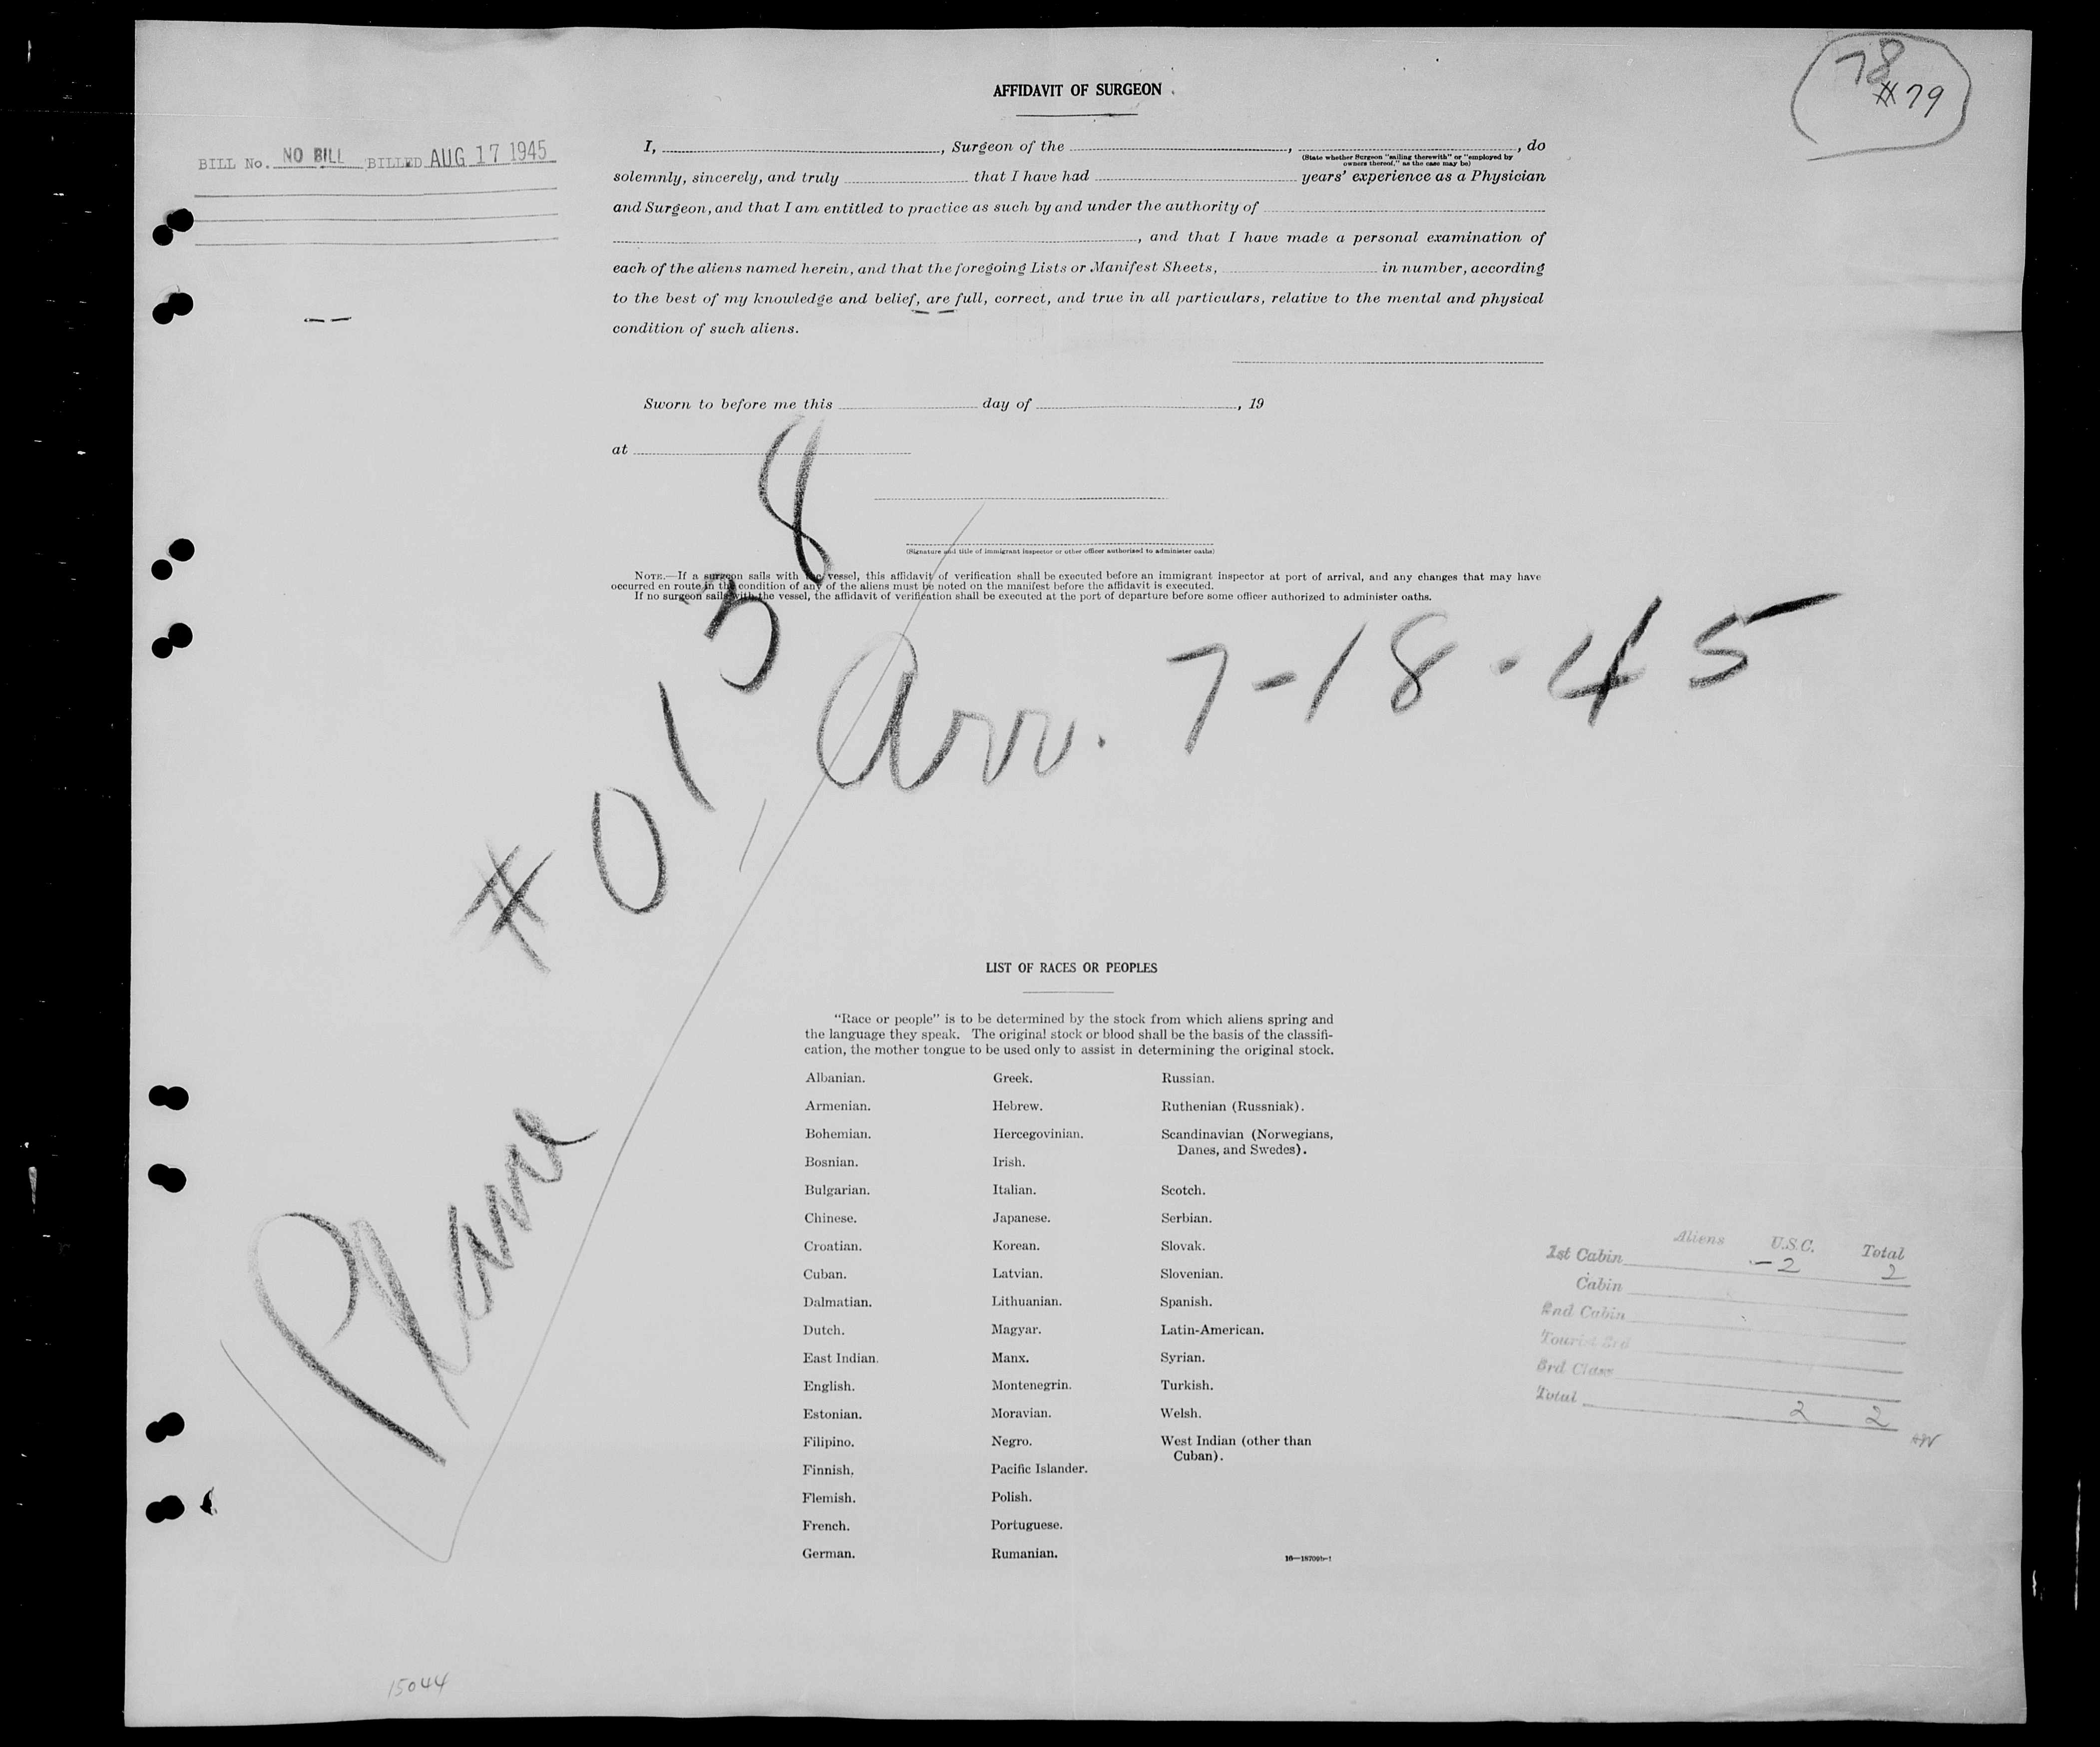 78
#79
AFFIDAVIT OF SURGEON
BILL No. NO BILL BILLED AUG 17 1945
I, , Surgeon of the , , do
(State whether Surgeon "sailing therewith" or "employed by
owners thereof," as the case may be)
solemnly, sincerely, and truly that I have had years' experience as a Physician
and Surgeon, and that I am entitled to practice as such by and under the authority of
, and that I have made a personal examination of
each of the aliens named herein, and that the foregoing Lists or Manifest Sheets, in number, according
to the best of my knowledge and belief, are full, correct, and true in all particulars, relative to the mental and physical
condition of such aliens.
Sworn to before me this day of , 19
at
(Signature and title of immigrant inspector or other officer authorized to administer oaths)
NOTE.—If a surgeon sails with the vessel, this affidavit of verification shall be executed before an immigrant inspector at port of arrival, and any changes that may have
occurred en route in the condition of any of the aliens must be noted on the manifest before the affidavit is executed.
If no surgeon sails with the vessel, the affidavit of verification shall be executed at the port of departure before some officer authorized to administer oaths.
#0138
Arr. 7-18-45
Plane
LIST OF RACES OR PEOPLES
"Race or people" is to be determined by the stock from which aliens spring and
the language they speak. The original stock or blood shall be the basis of the classifi-
cation, the mother tongue to be used only to assist in determining the original stock.
Albanian. Greek. Russian.
Armenian. Hebrew. Ruthenian (Russniak).
Bohemian. Hercegovinian. Scandinavian (Norwegians,
Danes, and Swedes).
Bosnian. Irish.
Bulgarian. Italian. Scotch.
Chinese. Japanese. Serbian.
Croatian. Korean. Slovak.
Cuban. Latvian. Slovenian.
Dalmatian. Lithuanian. Spanish.
Dutch. Magyar. Latin-American.
East Indian. Manx. Syrian.
English. Montenegrin. Turkish.
Estonian. Moravian. Welsh.
Filipino. Negro. West Indian (other than
Cuban).
Finnish. Pacific Islander.
Flemish. Polish.
French. Portuguese.
German. Rumanian.
16—18709b-1
Aliens U.S.C. Total
1st Cabin - 2 2
Cabin
2nd Cabin
Tourist 3rd
3rd Class
Total 2 2
15044